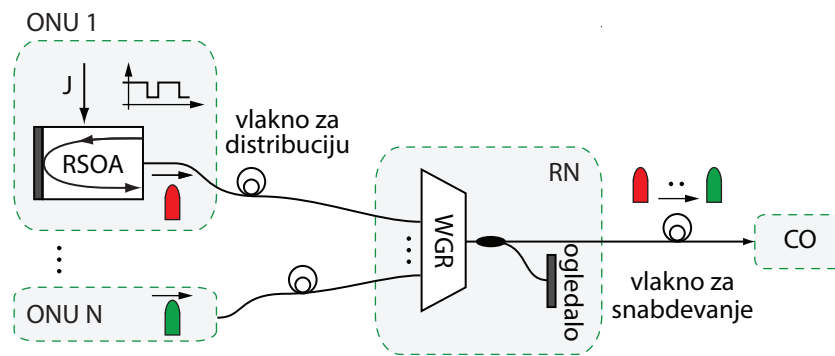 ONU 1
J
RSOA
vlakno za
distribuciju
RN
WGR
ogledalo
CO
vlakno za
snabdevanje
ONU N